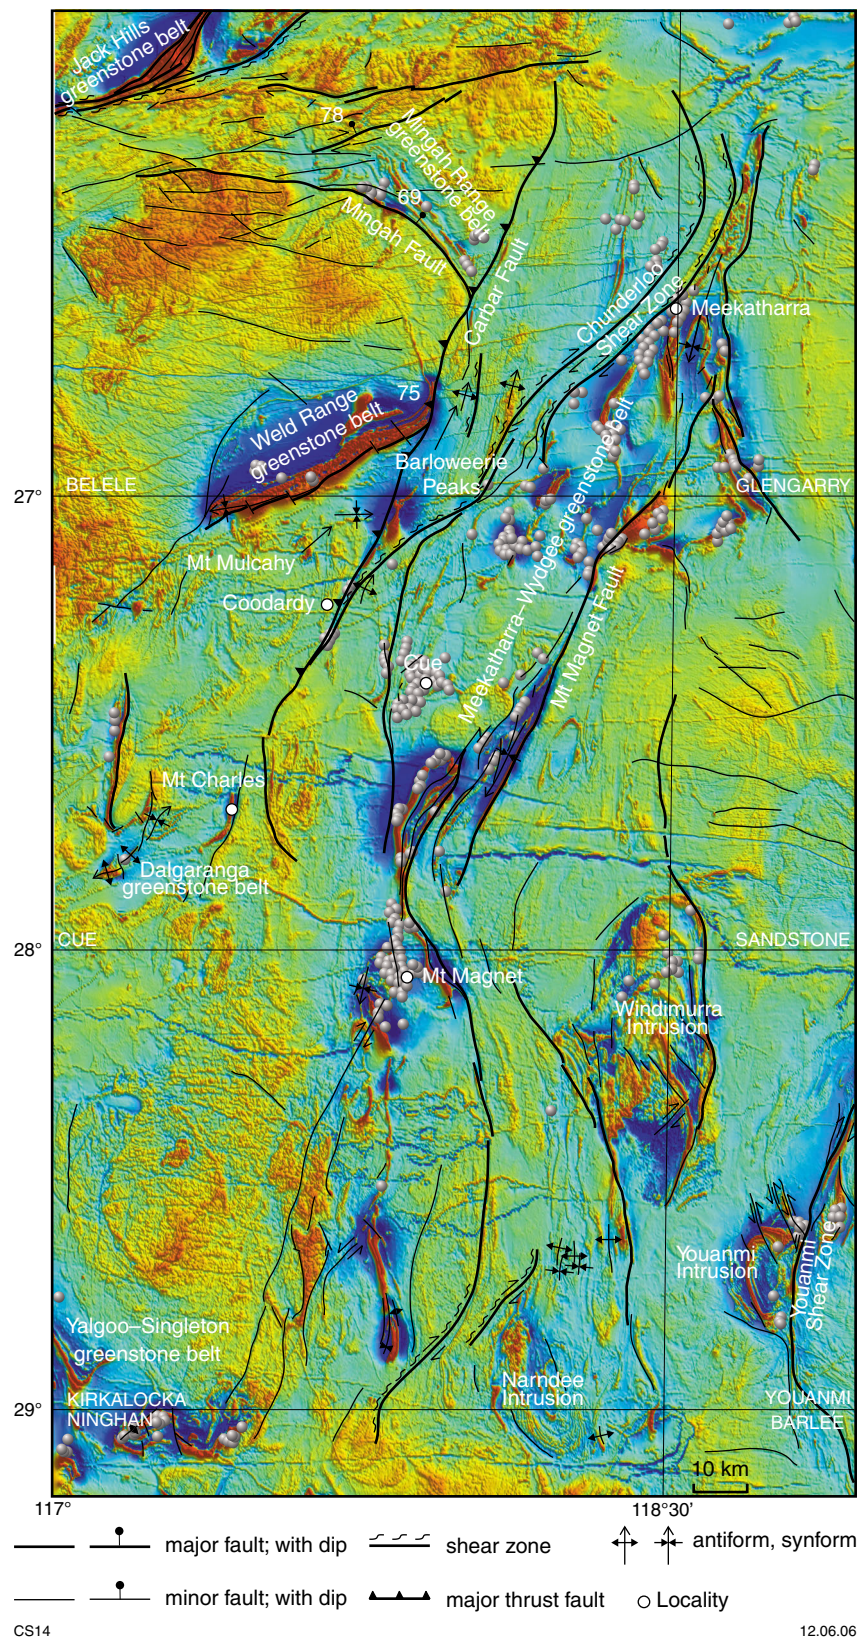 Jack Hills
greenstone belt
78
Mingah Range
greenstone belt
69
Mingah Fault
Carbar Fault
Chunderloo
Shear Zone
Meekatharra
75
Weld Range
greenstone belt
Barloweerie
Peaks
27°
BELELE
GLENGARRY
Mt Mulcahy
Coodardy
Meekatharra–Wydgee greenstone belt
Mt Magnet Fault
Cue
Mt Charles
Dalgaranga
greenstone belt
28°
CUE
SANDSTONE
Mt Magnet
Windimurra
Intrusion
Youanmi
Intrusion
Youanmi
Shear Zone
Yalgoo–Singleton
greenstone belt
Narndee
Intrusion
29°
KIRKALOCKA
NINGHAN
YOUANMI
BARLEE
10 km
117°
118°30'
major fault; with dip
shear zone
antiform, synform
minor fault; with dip
major thrust fault
Locality
CS14
12.06.06